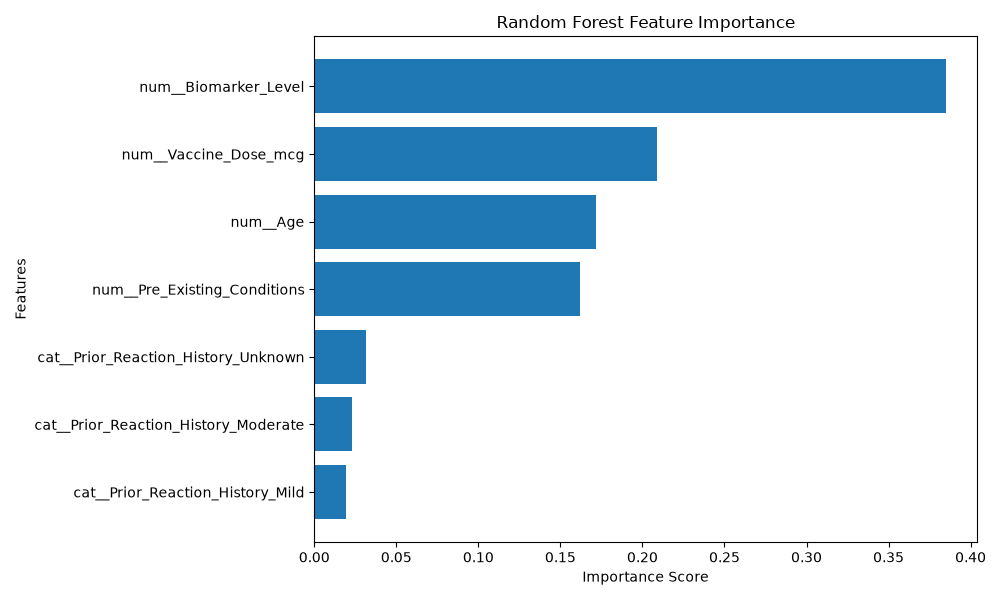 Random Forest Feature Importance
num__Biomarker_Level
num__Vaccine_Dose_mcg
num__Age
num__Pre_Existing_Conditions
cat__Prior_Reaction_History_Unknown
cat__Prior_Reaction_History_Moderate
cat__Prior_Reaction_History_Mild
Features
0.00 0.05 0.10 0.15 0.20 0.25 0.30 0.35 0.40
Importance Score